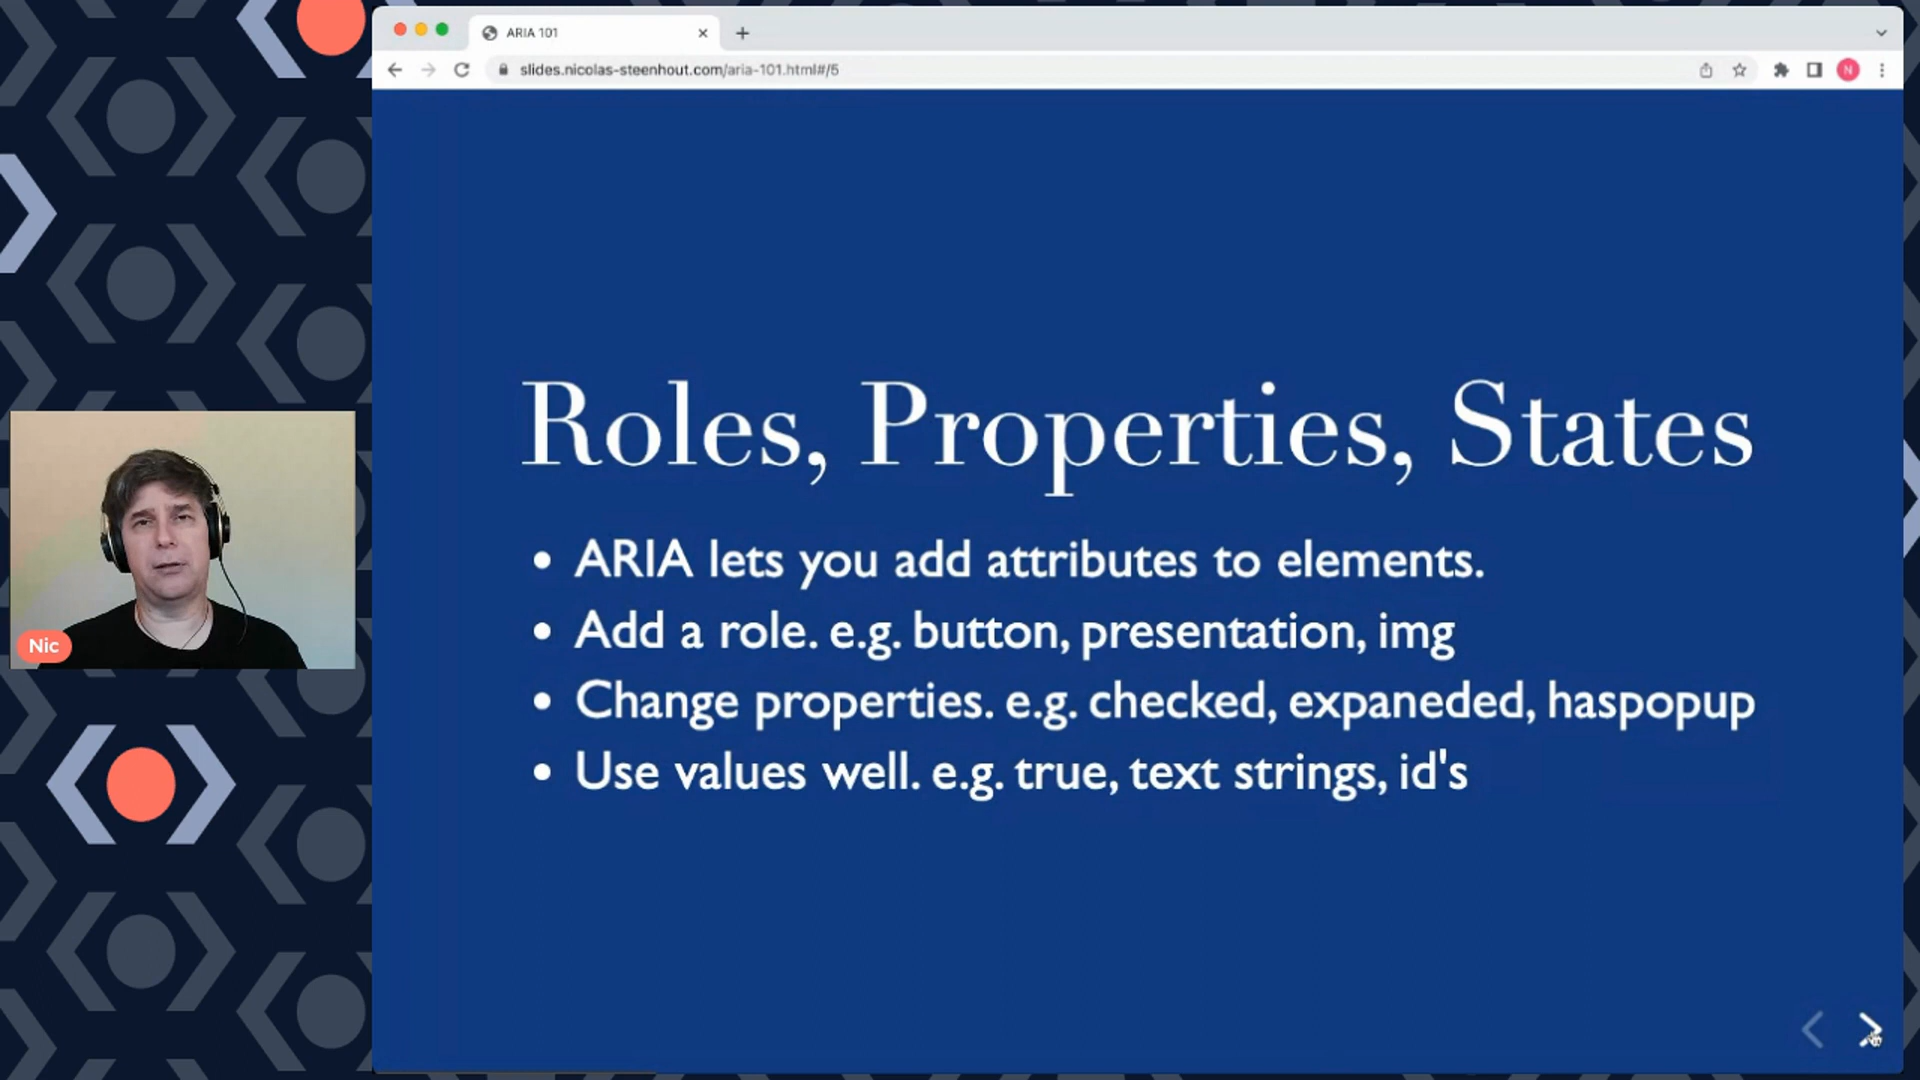 ARIA 101
slides.nicolas-steenhout.com/aria-101.html#/5
N
Roles, Properties, States
• ARIA lets you add attributes to elements.
• Add a role. e.g. button, presentation, img
• Change properties. e.g. checked, expaneded, haspopup
• Use values well. e.g. true, text strings, id's
Nic